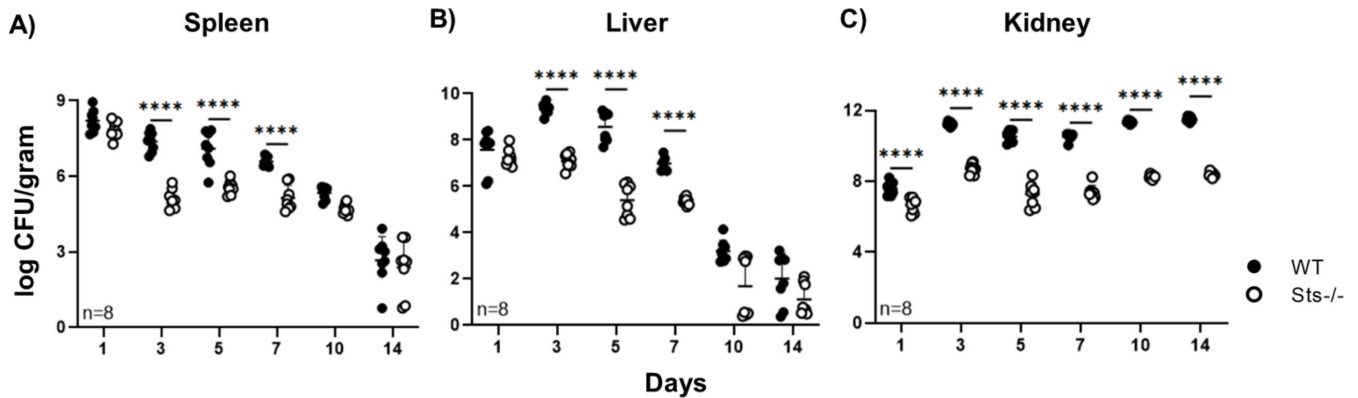 A) Spleen
B) Liver
C) Kidney
log CFU/gram
9
6
3
0
**** **** ****
n=8
1 3 5 7 10 14
10
8
6
4
2
0
**** **** ****
n=8
1 3 5 7 10 14
12
8
4
0
**** **** **** **** **** ****
n=8
1 3 5 7 10 14
Days
WT
Sts-/-